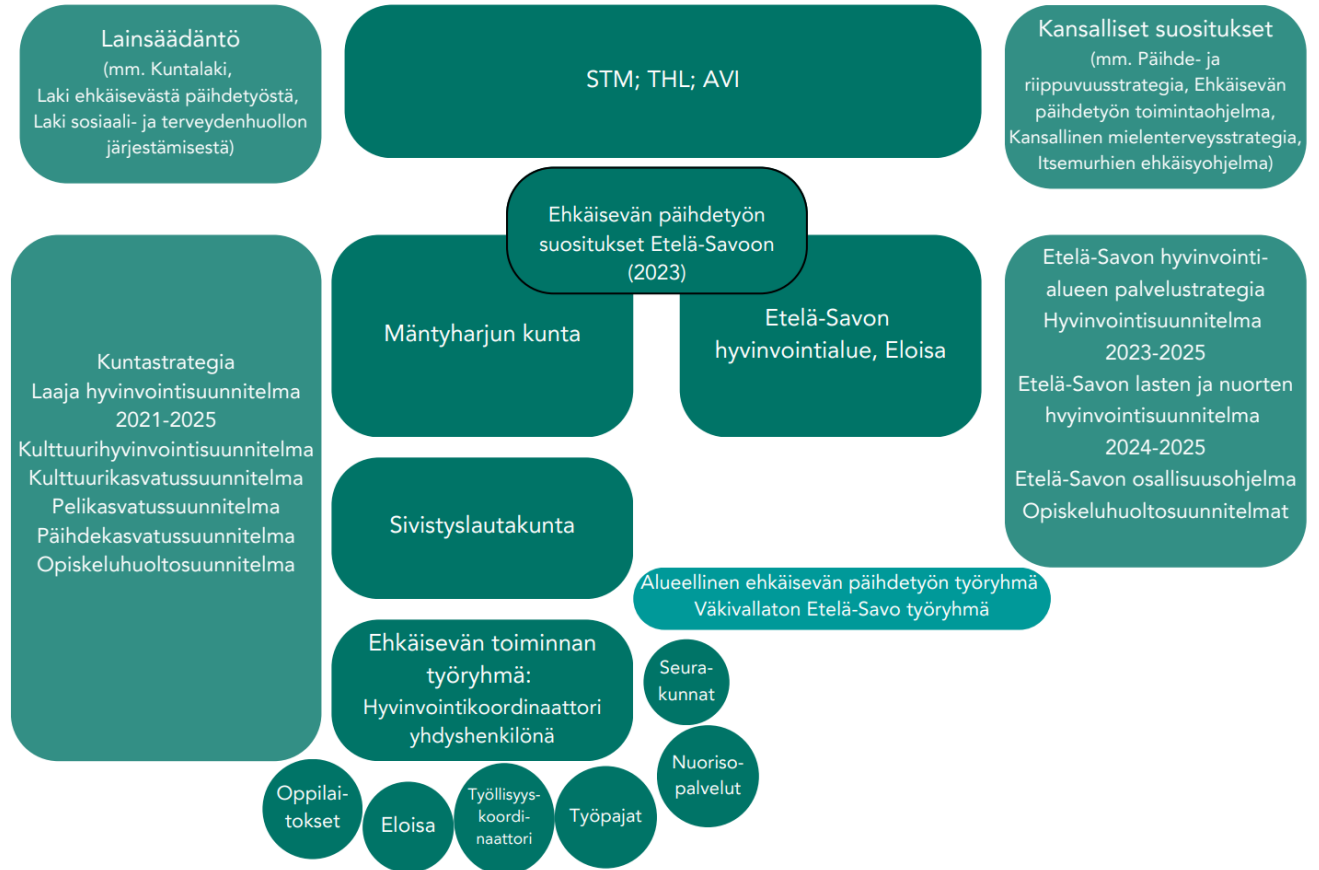 Lainsäädäntö
(mm. Kuntalaki,
Laki ehkäisevästä päihdetyöstä,
Laki sosiaali- ja terveydenhuollon
järjestämisestä)
STM; THL; AVI
Kansalliset suositukset
(mm. Päihde- ja
riippuvuusstrategia, Ehkäisevän
päihdetyön toimintaohjelma,
Kansallinen mielenterveysstrategia,
Itsemurhien ehkäisyohjelma)
Ehkäisevän päihdetyön
suositukset Etelä-Savoon
(2023)
Kuntastrategia
Laaja hyvinvointisuunnitelma
2021-2025
Kulttuurihyvinvointisuunnitelma
Kulttuurikasvatussuunnitelma
Pelikasvatussuunnitelma
Päihdekasvatussuunnitelma
Opiskeluhuoltosuunnitelma
Mäntyharjun kunta
Etelä-Savon
hyvinvointialue, Eloisa
Etelä-Savon hyvinvointi-
alueen palvelustrategia
Hyvinvointisuunnitelma
2023-2025
Etelä-Savon lasten ja nuorten
hvyinvointisuunnitelma
2024-2025
Etelä-Savon osallisuusohjelma
Opiskeluhuoltosuunnitelmat
Sivistyslautakunta
Alueellinen ehkäisevän päihdetyön työryhmä
Väkivallaton Etelä-Savo työryhmä
Ehkäisevän toiminnan
työryhmä:
Hyvinvointikoordinaattori
yhdyshenkilönä
Seura-
kunnat
Nuoriso-
palvelut
Oppilai-
tokset
Eloisa
Työllisyys-
koordi-
naattori
Työpajat